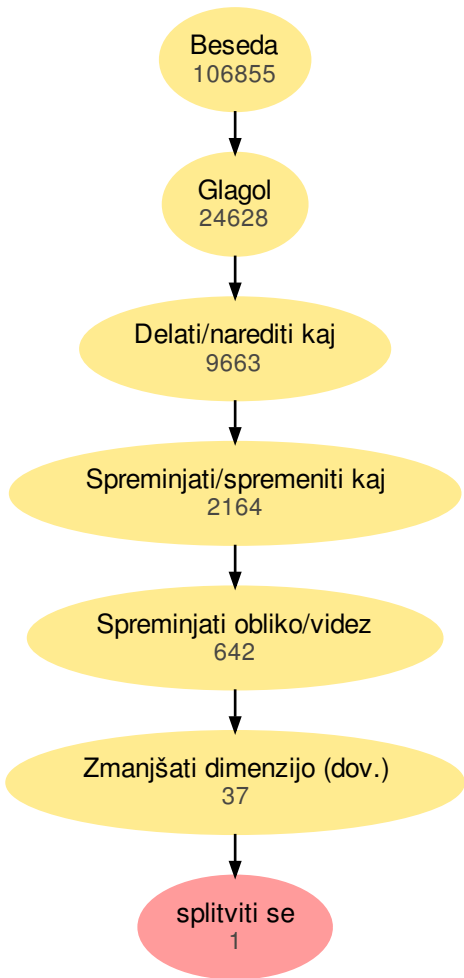 Beseda
106855
Glagol
24628
Delati/narediti kaj
9663
Spreminjati/spremeniti kaj
2164
Spreminjati obliko/videz
642
Zmanjšati dimenzijo (dov.)
37
splitviti se
1